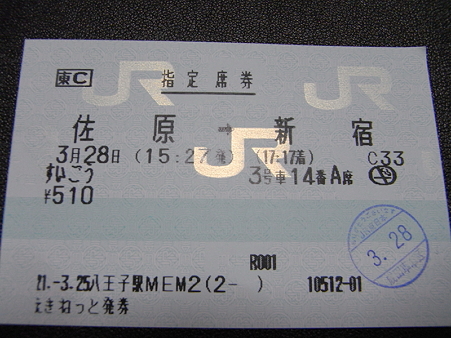 東C 指定席券
佐原 → 新宿
3月28日 (15:27発) (17:17着) C33
すいごう 3号車14番A席
¥510
3.28
R001
21.-3.25八王子駅MEM2(2- ) 10512-01
えきねっと発券
JR JR JR